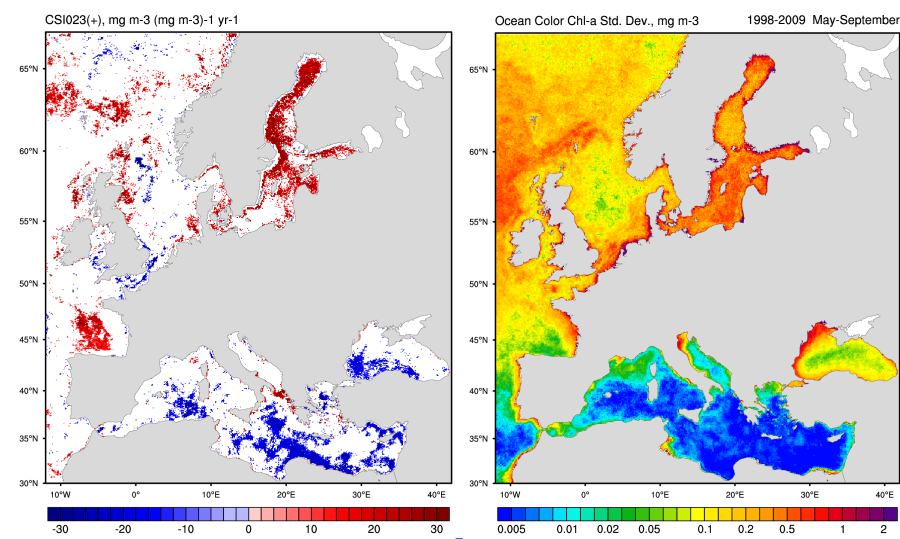 CSI023(+), mg m-3 (mg m-3)-1 yr-1
65°N
60°N
55°N
50°N
45°N
40°N
35°N
30°N
10°W 0° 10°E 20°E 30°E 40°E
-30 -20 -10 0 10 20 30
Ocean Color Chl-a Std. Dev., mg m-3 1998-2009 May-September
65°N
60°N
55°N
50°N
45°N
40°N
35°N
30°N
10°W 0° 10°E 20°E 30°E 40°E
0.005 0.01 0.02 0.05 0.1 0.2 0.5 1 2